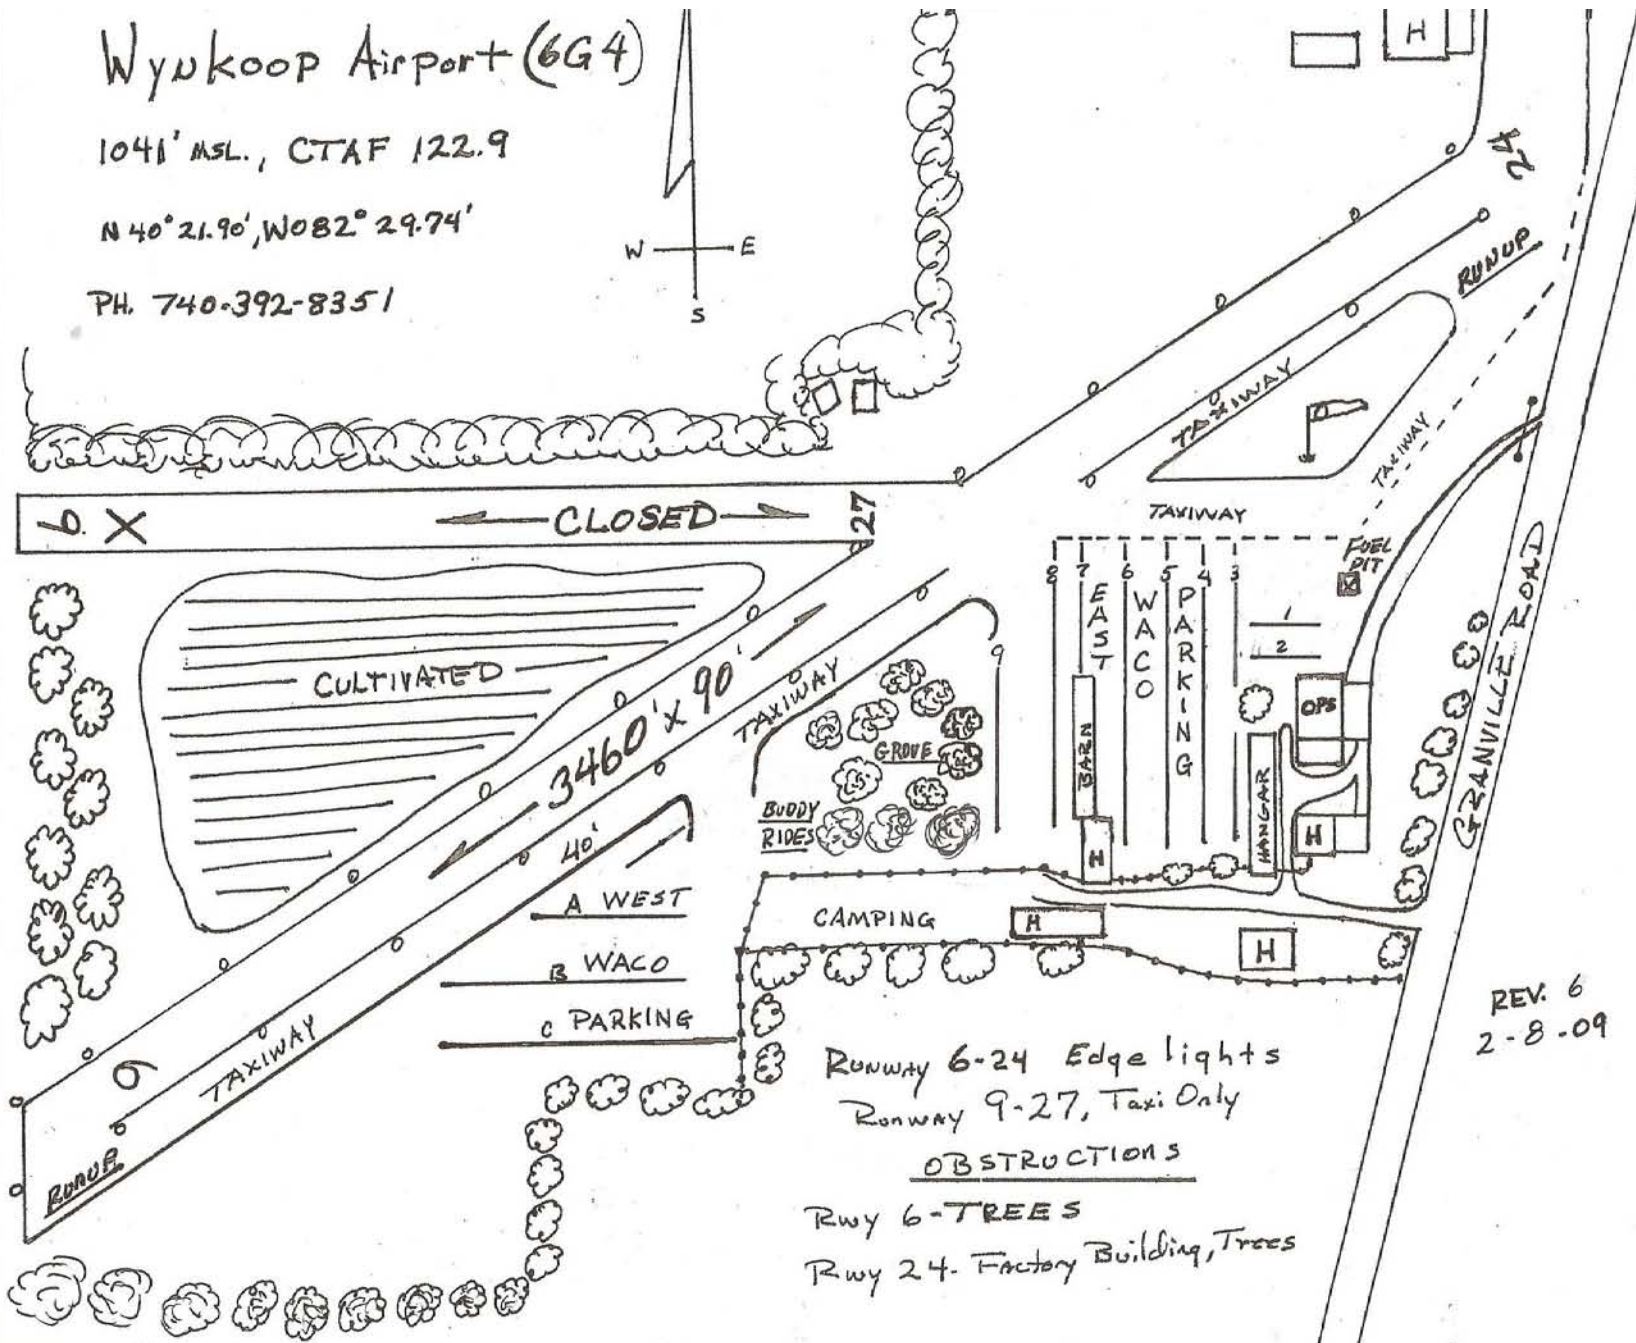 Wynkoop Airport (6G4)
1041' MSL., CTAF 122.9
N 40° 21.90', W082° 29.74'
PH. 740-392-8351
W E
S
H
24
RUNUP
TAXIWAY
TAXIWAY
TAXIWAY
9 X
CLOSED
27
FUEL
PIT
8 7 6 5 4 3
EAST
WACO
PARKING
1
2
9
CULTIVATED
3460' x 90'
TAXIWAY
GROVE
BUDDY
RIDES
BARN
H
OPS
HANGAR
H
GRANVILLE ROAD
40'
A WEST
B WACO
C PARKING
CAMPING
H
H
6
TAXIWAY
RUNUP
REV. 6
2-8-09
Runway 6-24 Edge lights
Runway 9-27, Taxi Only
OBSTRUCTIONS
Rwy 6-TREES
Rwy 24- Factory Building, Trees